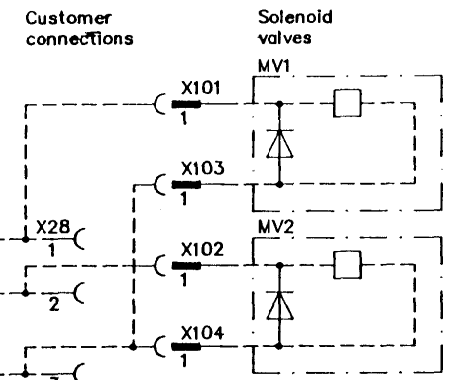 Customer
connections
Solenoid
valves
MV1
X101
1
X103
1
X28
1
MV2
X102
1
2
X104
1